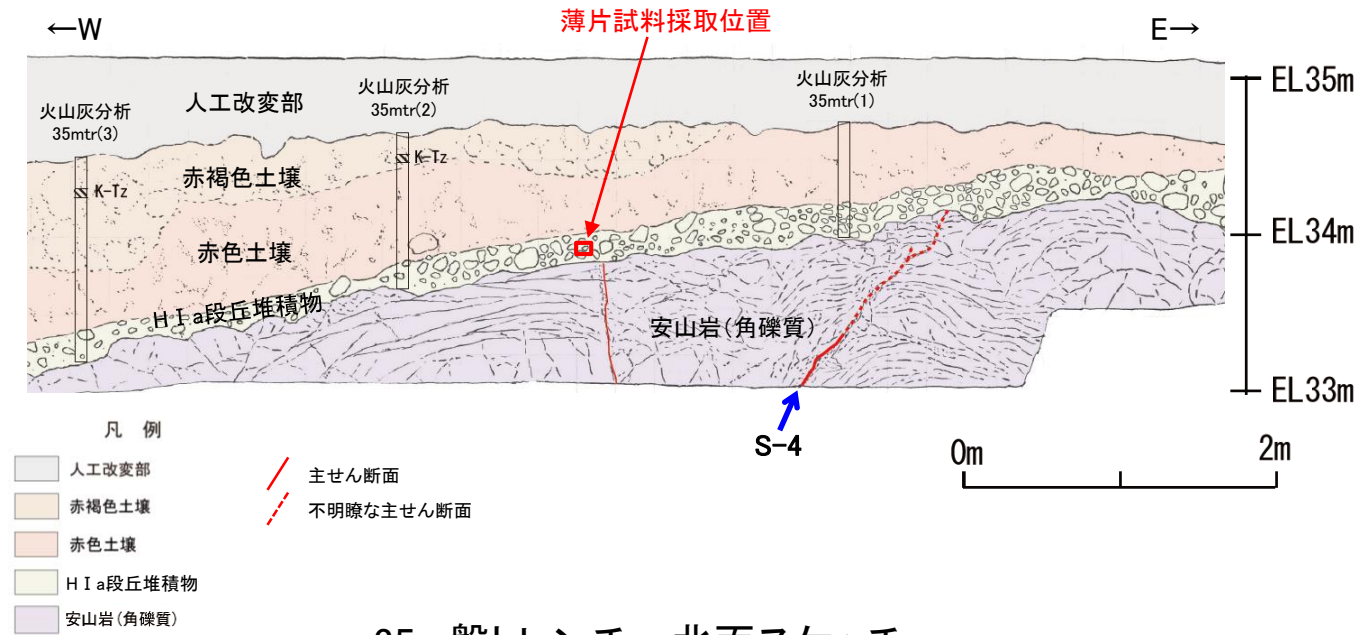 ←W
薄片試料採取位置
E→
EL35m
火山灰分析
35mtr(3)
人工改変部
火山灰分析
35mtr(2)
火山灰分析
35mtr(1)
K-Tz
K-Tz
赤褐色土壌
赤色土壌
EL34m
HⅠa段丘堆積物
安山岩(角礫質)
EL33m
S-4
0m
2m
凡 例
人工改変部
赤褐色土壌
赤色土壌
HⅠa段丘堆積物
安山岩(角礫質)
主せん断面
不明瞭な主せん断面